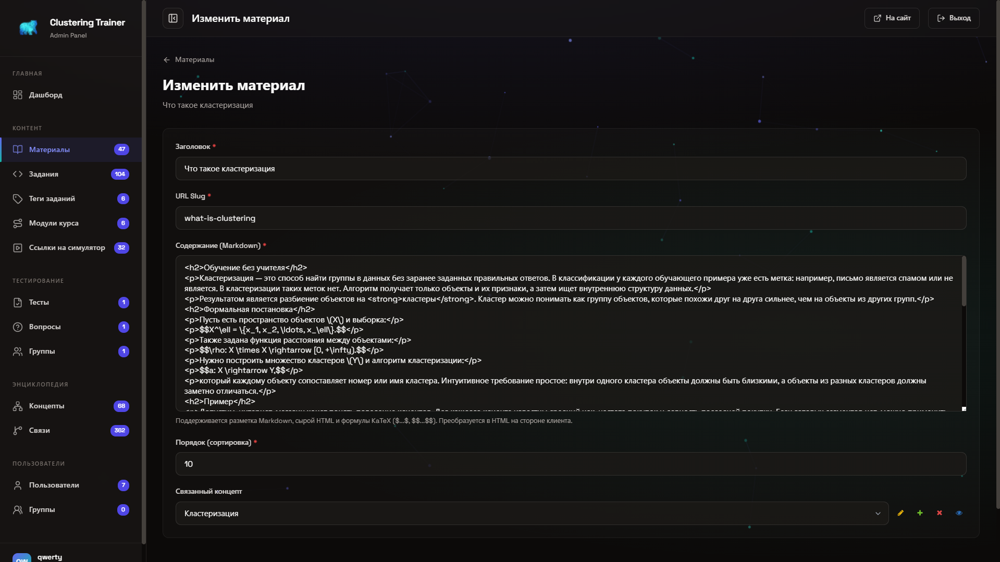 Clustering Trainer
Admin Panel
ГЛАВНАЯ
Дашборд
КОНТЕНТ
Материалы 47
Задания 104
Теги заданий 6
Модули курса 6
Ссылки на симулятор 32
ТЕСТИРОВАНИЕ
Тесты 1
Вопросы 1
Группы 1
ЭНЦИКЛОПЕДИЯ
Концепты 68
Связи 362
ПОЛЬЗОВАТЕЛИ
Пользователи 7
Группы 0
qwerty
Изменить материал
На сайт
Выход
Материалы
Изменить материал
Что такое кластеризация
Заголовок *
Что такое кластеризация
URL Slug *
what-is-clustering
Содержание (Markdown) *
<h2>Обучение без учителя</h2>
<p>Кластеризация — это способ найти группы в данных без заранее заданных правильных ответов. В классификации у каждого обучающего примера уже есть метка: например, письмо является спамом или не
является. В кластеризации таких меток нет. Алгоритм получает только объекты и их признаки, а затем ищет внутреннюю структуру данных.</p>
<p>Результатом является разбиение объектов на <strong>кластеры</strong>. Кластер можно понимать как группу объектов, которые похожи друг на друга сильнее, чем на объекты из других групп.</p>
<h2>Формальная постановка</h2>
<p>Пусть есть пространство объектов \(X\) и выборка:</p>
<p>$$X^\ell = \{x_1, x_2, \ldots, x_\ell\}.$$</p>
<p>Также задана функция расстояния между объектами:</p>
<p>$$\rho: X \times X \rightarrow [0, +\infty).$$</p>
<p>Нужно построить множество кластеров \(Y\) и алгоритм кластеризации:</p>
<p>$$a: X \rightarrow Y,$$</p>
<p>который каждому объекту сопоставляет номер или имя кластера. Интуитивное требование простое: внутри одного кластера объекты должны быть близкими, а объекты из разных кластеров должны
заметно отличаться.</p>
<h2>Пример</h2>
Поддерживается разметка Markdown, сырой HTML и формулы KaTeX ($...$, $$...$$). Преобразуется в HTML на стороне клиента.
Порядок (сортировка) *
10
Связанный концепт
Кластеризация